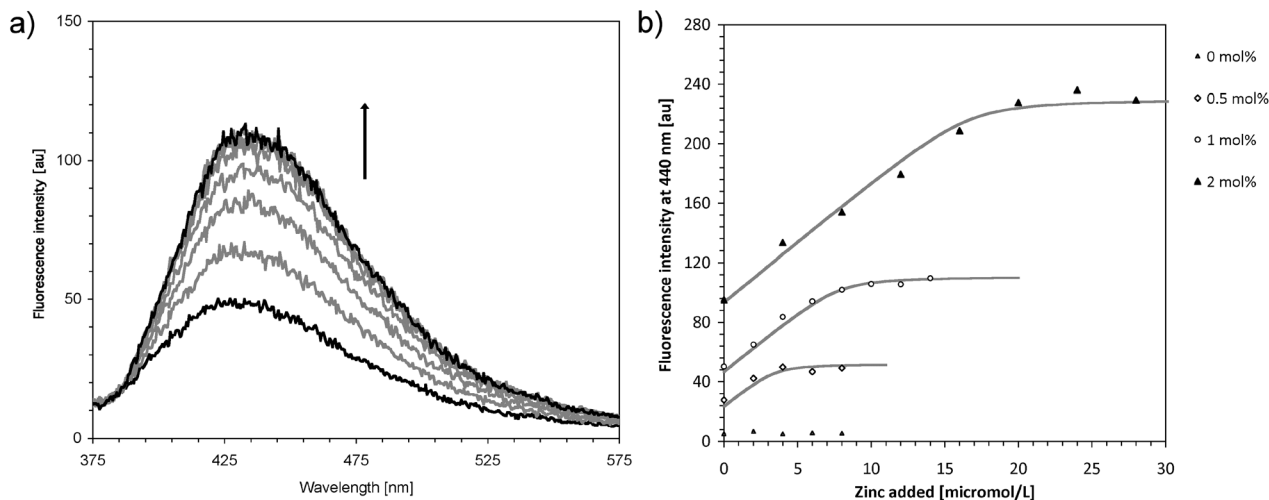 a)
150
100
50
0
Fluorescence intensity [au]
375
425
475
525
575
Wavelength [nm]
b)
280
240
200
160
120
80
40
0
Fluorescence intensity at 440 nm [au]
0
5
10
15
20
25
30
Zinc added [micromol/L]
0 mol%
0.5 mol%
1 mol%
2 mol%